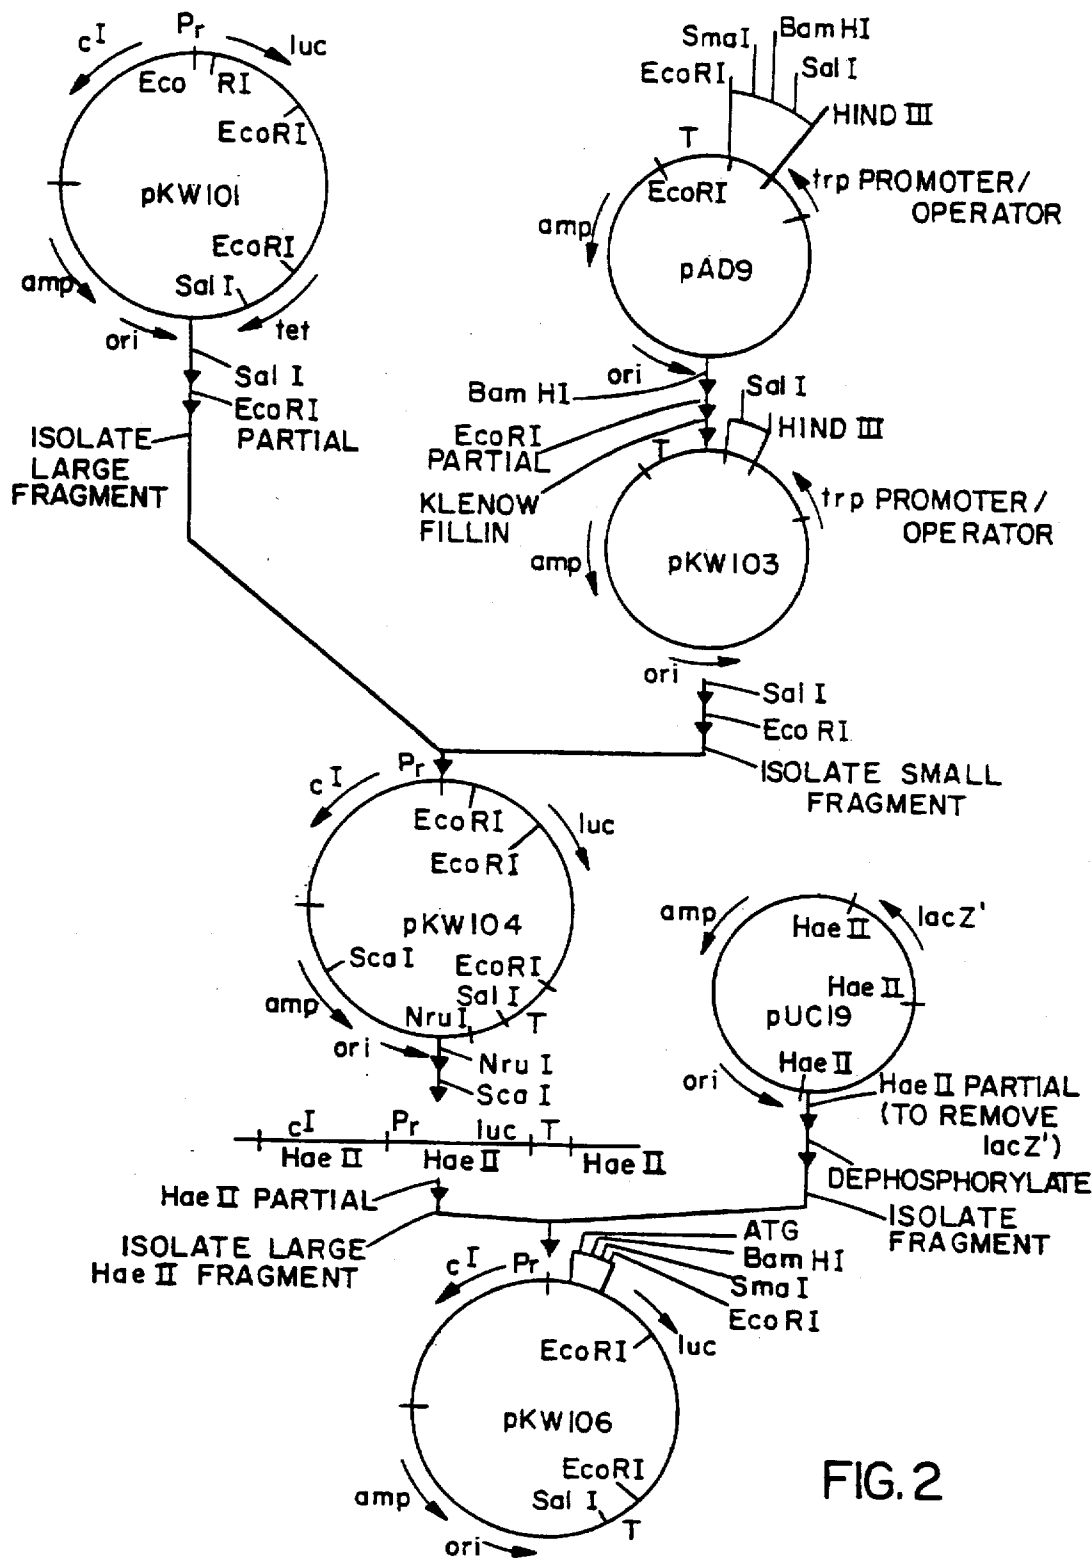 cI
Pr
luc
Eco RI
EcoRI
pKW101
EcoRI
Sal I
amp
ori
tet
Sal I
EcoRI
PARTIAL
ISOLATE
LARGE
FRAGMENT
Bam HI
SmaI
EcoRI
Sal I
HIND III
T
EcoRI
trp PROMOTER/
OPERATOR
amp
pAD9
ori
Bam HI
EcoRI
PARTIAL
KLENOW
FILLIN
Sal I
HIND III
T
trp PROMOTER/
OPERATOR
amp
pKW103
ori
Sal I
Eco RI
ISOLATE SMALL
FRAGMENT
cI
Pr
EcoRI
luc
EcoRI
pKW104
ScaI
EcoRI
Sal I
amp
NruI
T
ori
Nru I
Sca I
amp
Hae II
lacZ'
Hae II
pUC19
Hae II
ori
Hae II PARTIAL
(TO REMOVE
lacZ')
DEPHOSPHORYLATE
ISOLATE
FRAGMENT
cI Pr luc T
Hae II Hae II Hae II
Hae II PARTIAL
ISOLATE LARGE
Hae II FRAGMENT
ATG
Bam HI
SmaI
EcoRI
cI
Pr
luc
EcoRI
pKW106
EcoRI
Sal I
T
amp
ori
FIG. 2